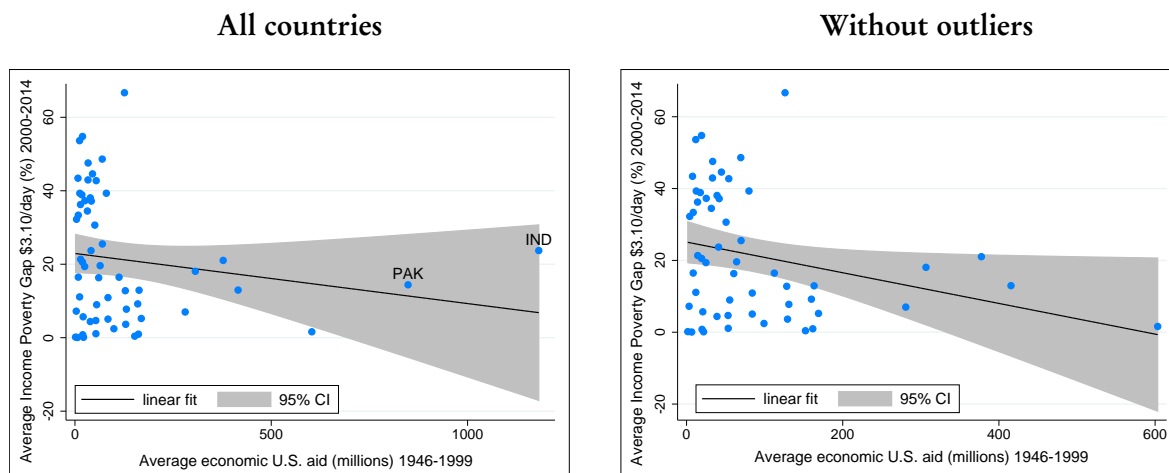 All countries
Average Income Poverty Gap $3.10/day (%) 2000-2014
60
40
20
0
-20
IND
PAK
linear fit
95% CI
0
500
1000
Average economic U.S. aid (millions) 1946-1999
Without outliers
Average Income Poverty Gap $3.10/day (%) 2000-2014
60
40
20
0
-20
linear fit
95% CI
0
200
400
600
Average economic U.S. aid (millions) 1946-1999